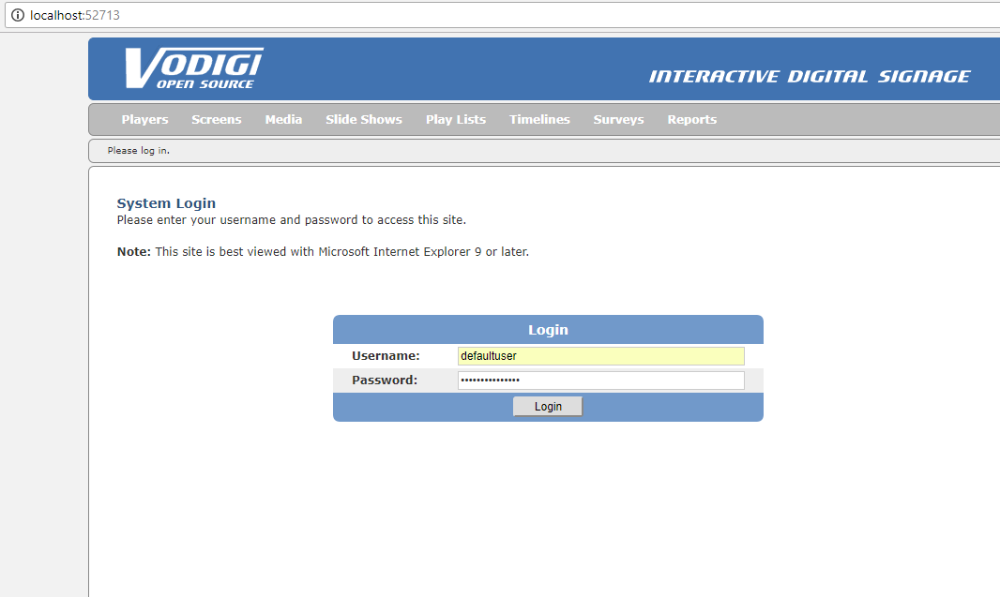 localhost:52713
VODIGI
OPEN SOURCE
INTERACTIVE DIGITAL SIGNAGE
Players Screens Media Slide Shows Play Lists Timelines Surveys Reports
Please log in.
System Login
Please enter your username and password to access this site.
Note: This site is best viewed with Microsoft Internet Explorer 9 or later.
Login
Username: defaultuser
Password: •••••••••••••••
Login